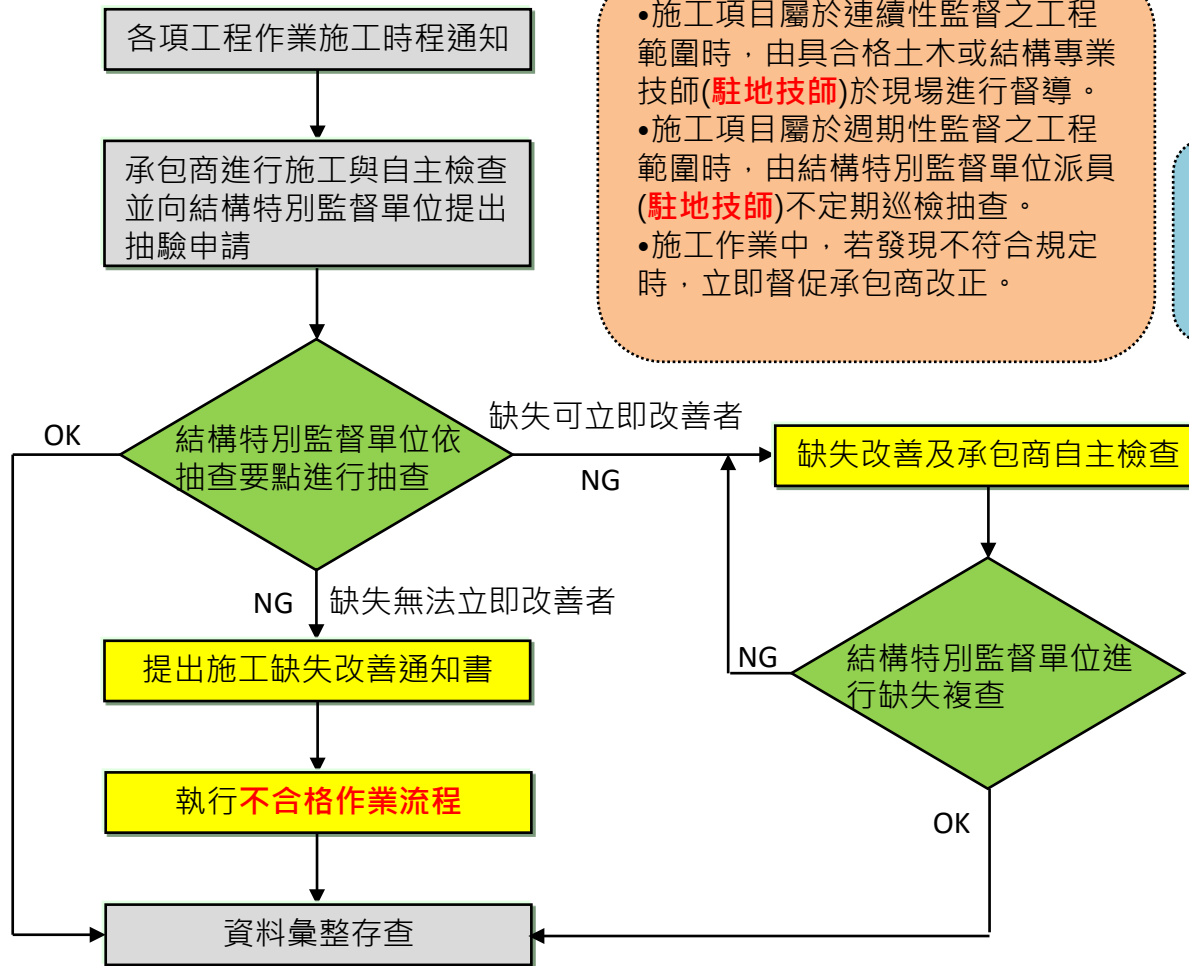 各項工程作業施工時程通知
•施工項目屬於連續性監督之工程
範圍時，由具合格土木或結構專業
技師(駐地技師)於現場進行督導。
•施工項目屬於週期性監督之工程
範圍時，由結構特別監督單位派員
(駐地技師)不定期巡檢抽查。
•施工作業中，若發現不符合規定
時，立即督促承包商改正。
承包商進行施工與自主檢查
並向結構特別監督單位提出
抽驗申請
OK
結構特別監督單位依
抽查要點進行抽查
缺失可立即改善者
NG
缺失改善及承包商自主檢查
NG
缺失無法立即改善者
提出施工缺失改善通知書
NG
結構特別監督單位進
行缺失複查
執行不合格作業流程
OK
資料彙整存查